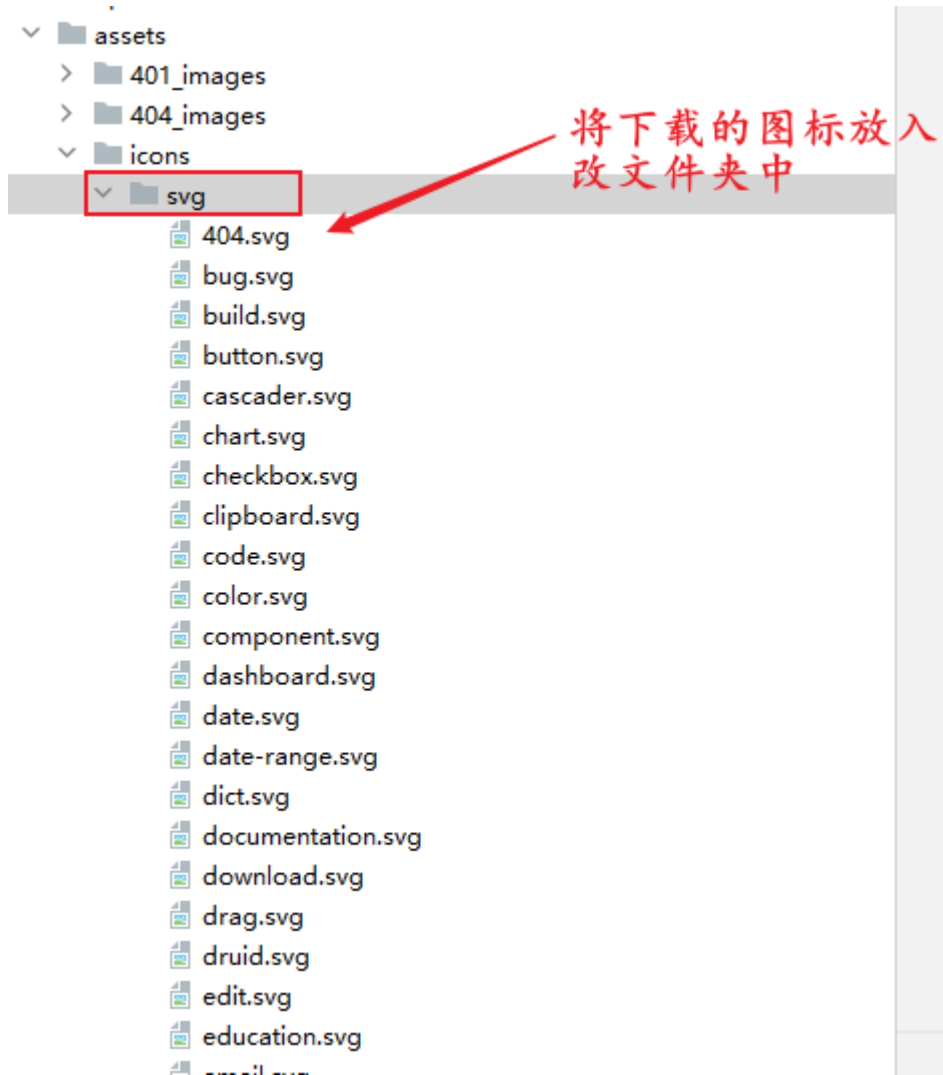 assets
401_images
404_images
icons
svg
将下载的图标放入
改文件夹中
404.svg
bug.svg
build.svg
button.svg
cascader.svg
chart.svg
checkbox.svg
clipboard.svg
code.svg
color.svg
component.svg
dashboard.svg
date.svg
date-range.svg
dict.svg
documentation.svg
download.svg
drag.svg
druid.svg
edit.svg
education.svg